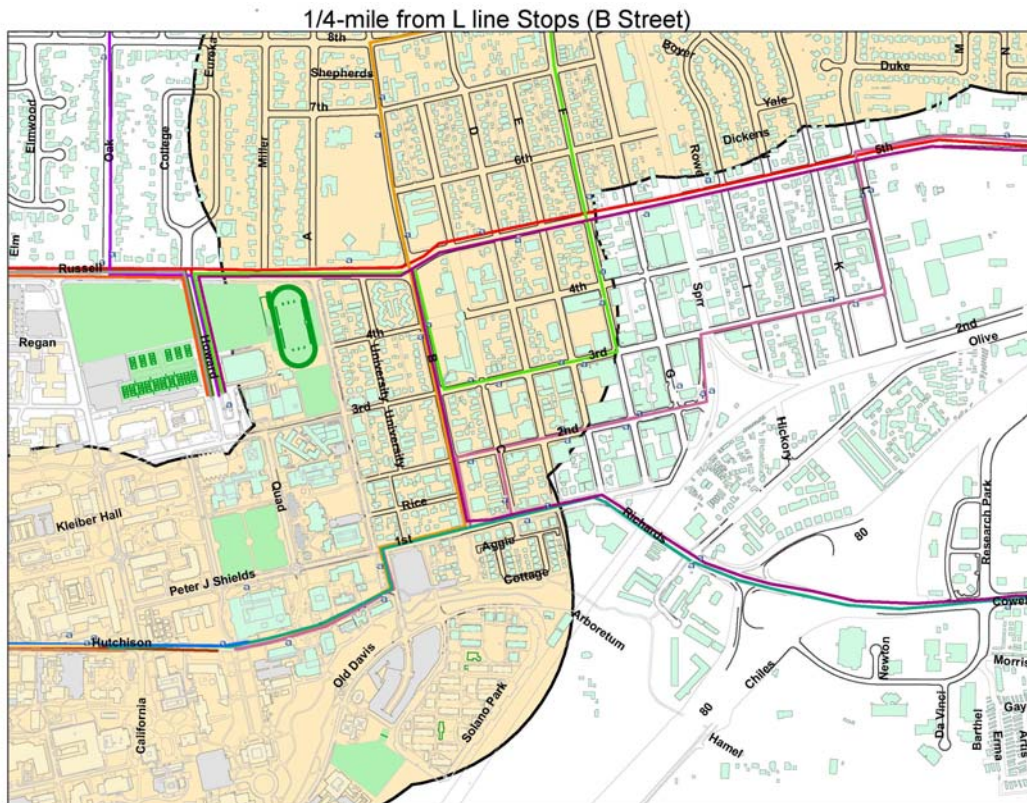 1/4-mile from L line Stops (B Street)
8th
Eureka
Shepherds
Boyer
M
N
Duke
Elmwood
Oak
College
7th
Miller
D
E
F
Yale
Dickens
6th
Rowe
5th
L
A
Elm
Russell
K
I
4th
Sprr
Regan
Howard
4th
2nd
Olive
University
B
3rd
G
3rd
University
2nd
Hickory
C
Quad
Rice
Kleiber Hall
1st
Richards
80
Research Park
Aggie
Cottage
Peter J Shields
Arboretum
Cowell
Hutchison
Old Davis
Solano Park
California
Chiles
Newton
Morris
80
Da Vinci
Barthel
Gay
Erma
Arts
Hamel